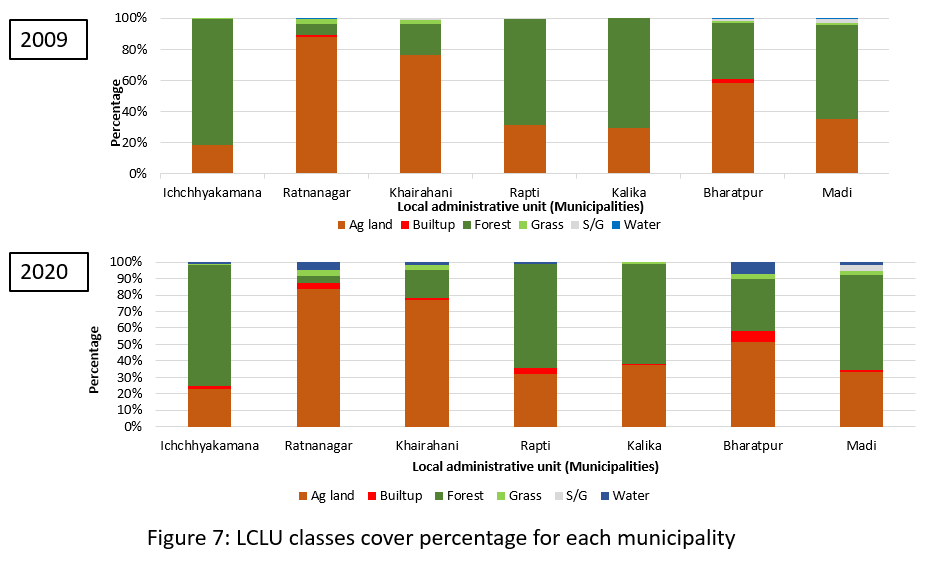 2009
100%
80%
60%
40%
20%
0%
Percentage
Ichchhyakamana Ratnanagar Khairahani Rapti Kalika Bharatpur Madi
Local administrative unit (Municipalities)
Ag land Builtup Forest Grass S/G Water
2020
100%
90%
80%
70%
60%
50%
40%
30%
20%
10%
0%
Percentage
Ichchhyakamana Ratnanagar Khairahani Rapti Kalika Bharatpur Madi
Local administrative unit (Municipalities)
Ag land Builtup Forest Grass S/G Water
Figure 7: LCLU classes cover percentage for each municipality